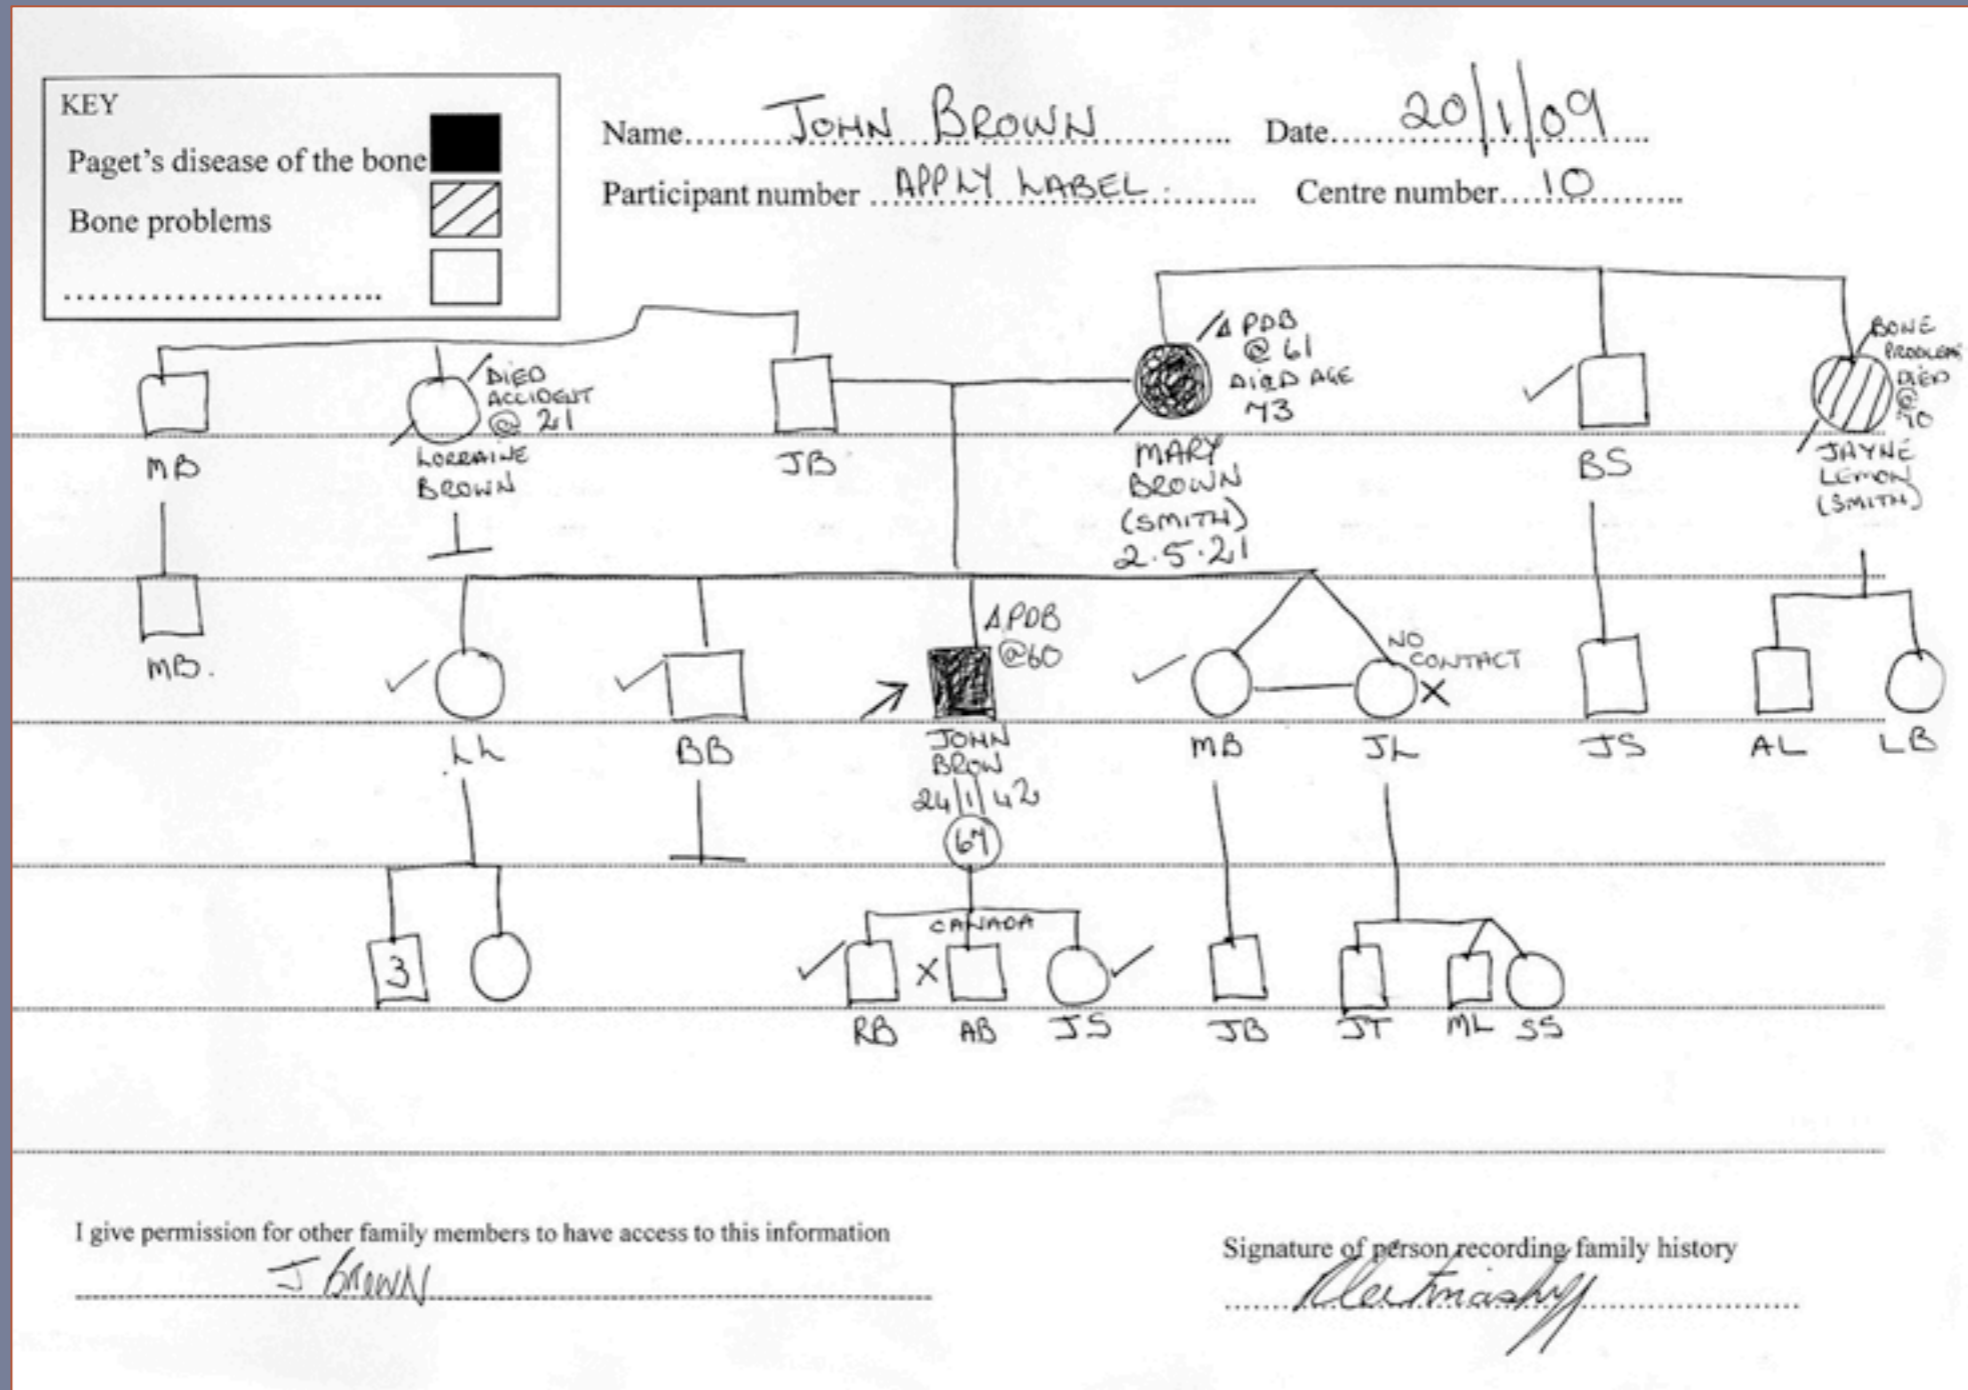 KEY
Paget's disease of the bone
Bone problems
Name JOHN BROWN Date 20/1/09
Participant number APPLY LABEL. Centre number 10
DIED
ACCIDENT
@ 21
Δ PDB
@ 61
DIED AGE
73
BONE
PROBLEM
DIED
@
70
MB
LORRAINE
BROWN
JB
MARY
BROWN
(SMITH)
2.5.21
BS
JAYNE
LEMON
(SMITH)
Δ PDB
@60
NO
CONTACT
X
MB.
LL
BB
JOHN
BROW
24/1/42
67
MB
JL
JS
AL
LB
CANADA
3
X
RB
AB
JS
JB
JT
ML
SS
I give permission for other family members to have access to this information
J BROWN
Signature of person recording family history